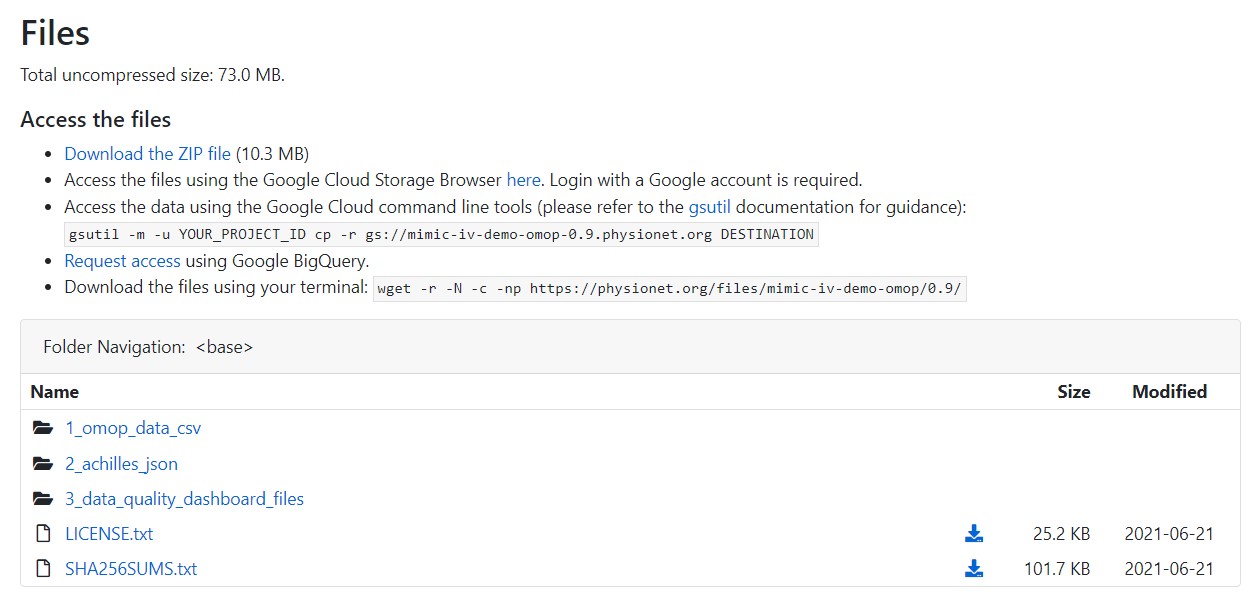 Files
Total uncompressed size: 73.0 MB.
Access the files
Download the ZIP file (10.3 MB)
Access the files using the Google Cloud Storage Browser here. Login with a Google account is required.
Access the data using the Google Cloud command line tools (please refer to the gsutil documentation for guidance):
gsutil -m -u YOUR_PROJECT_ID cp -r gs://mimic-iv-demo-omop-0.9.physionet.org DESTINATION
Request access using Google BigQuery.
Download the files using your terminal: wget -r -N -c -np https://physionet.org/files/mimic-iv-demo-omop/0.9/
Folder Navigation: <base>
Name Size Modified
1_omop_data_csv
2_achilles_json
3_data_quality_dashboard_files
LICENSE.txt 25.2 KB 2021-06-21
SHA256SUMS.txt 101.7 KB 2021-06-21